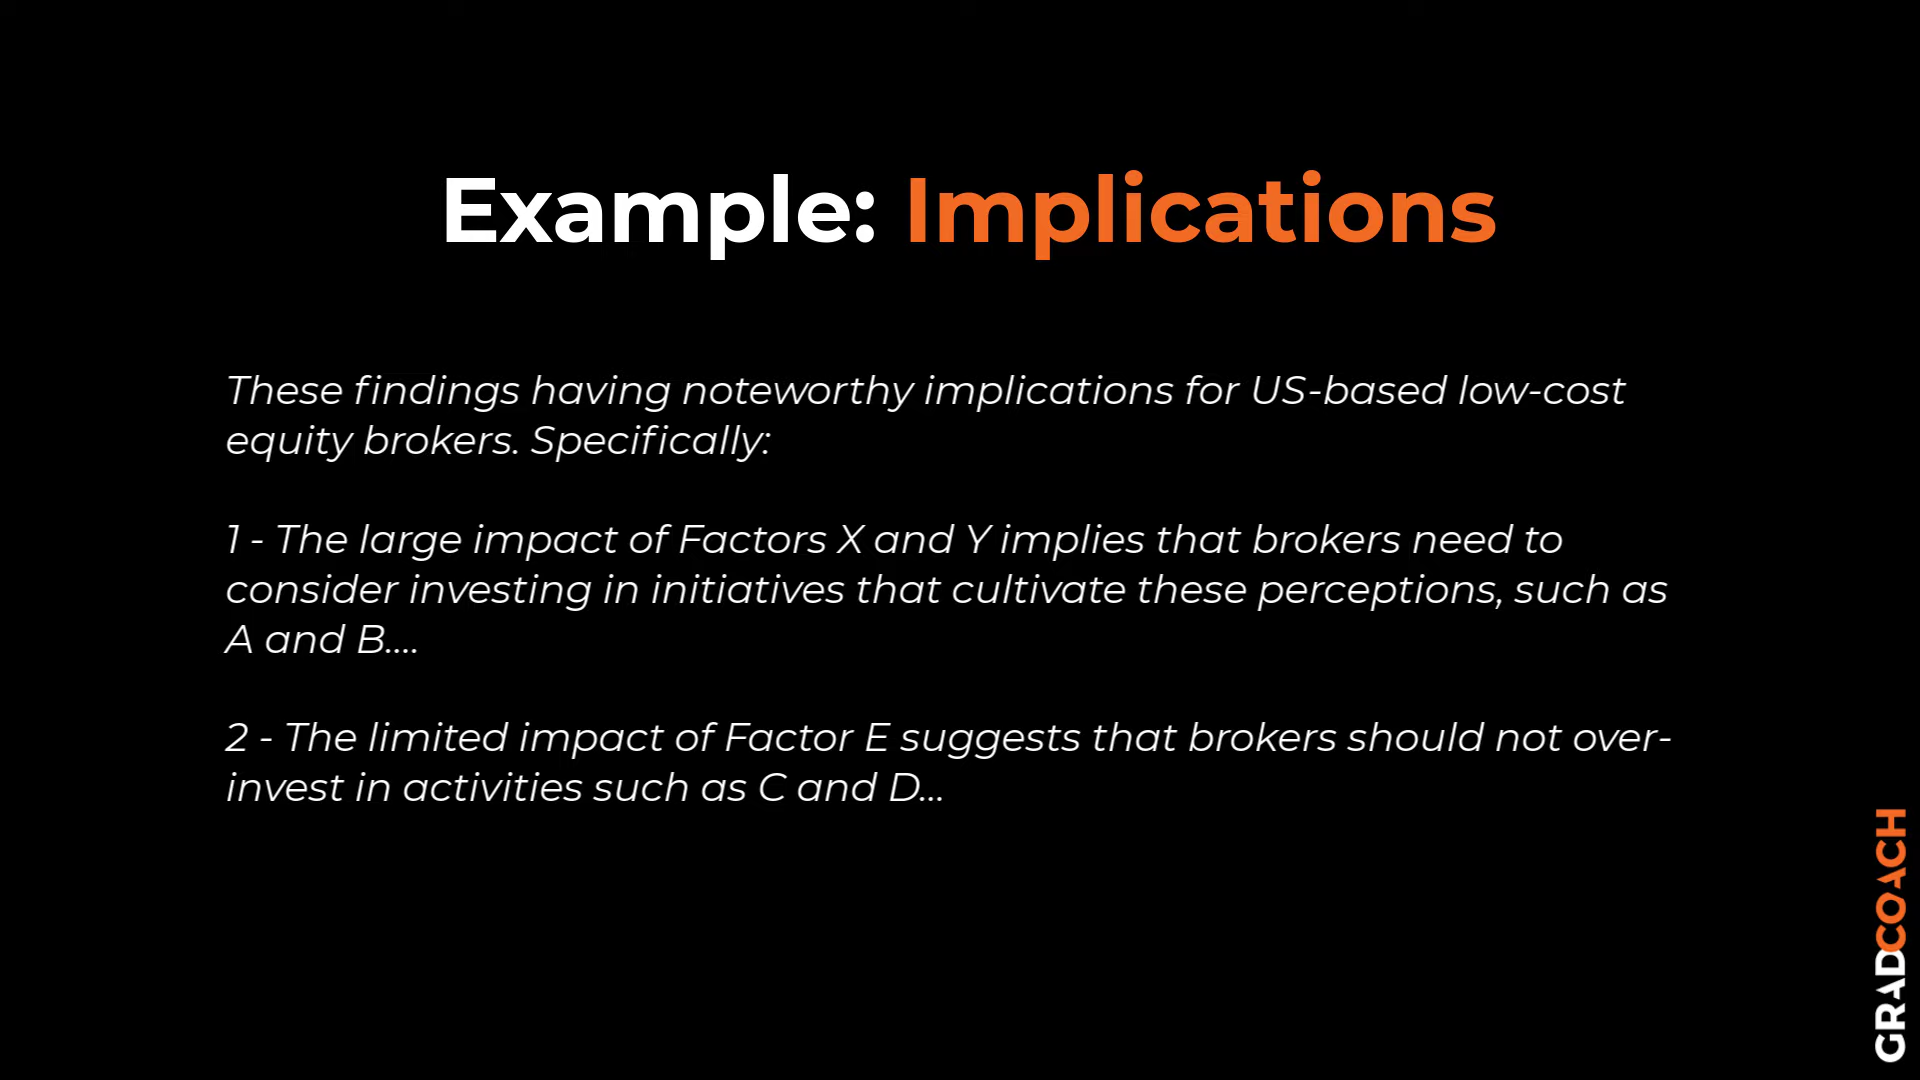 Example: Implications
These findings having noteworthy implications for US-based low-cost
equity brokers. Specifically:
1 - The large impact of Factors X and Y implies that brokers need to
consider investing in initiatives that cultivate these perceptions, such as
A and B....
2 - The limited impact of Factor E suggests that brokers should not over-
invest in activities such as C and D...
GRADCOACH